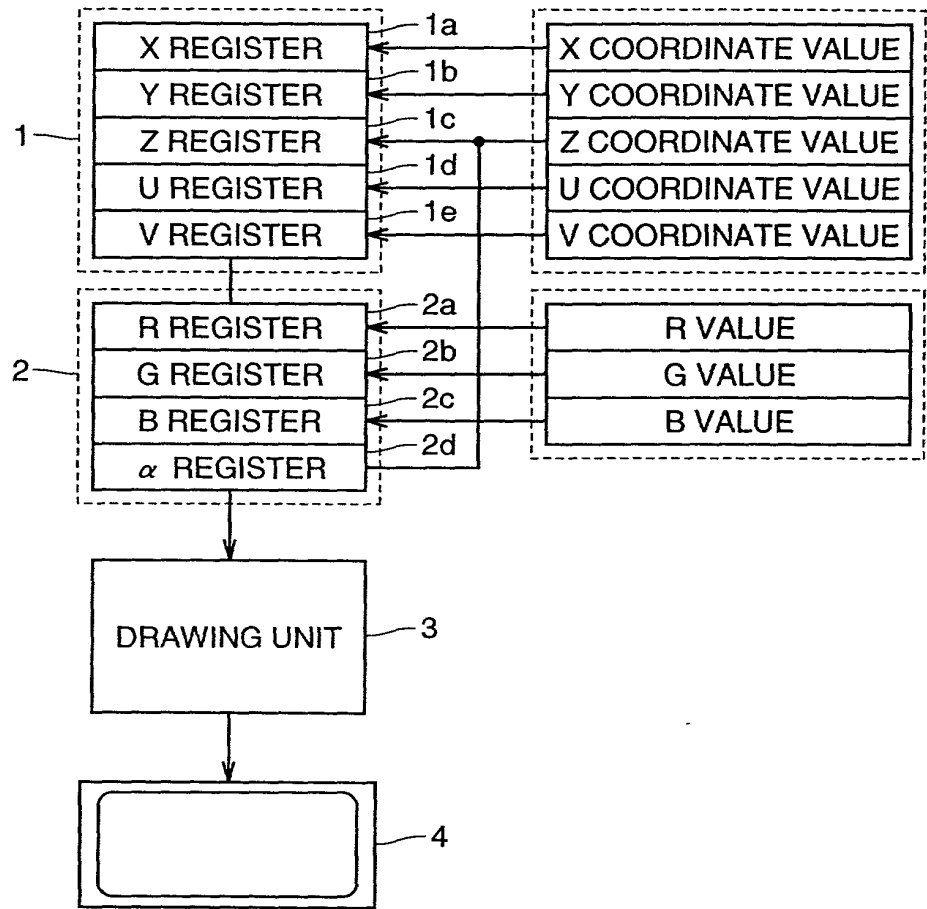 1a
X REGISTER
X COORDINATE VALUE
1b
Y REGISTER
Y COORDINATE VALUE
1c
1
Z REGISTER
Z COORDINATE VALUE
1d
U REGISTER
U COORDINATE VALUE
1e
V REGISTER
V COORDINATE VALUE
2a
R REGISTER
R VALUE
2b
2
G REGISTER
G VALUE
2c
B REGISTER
B VALUE
2d
α REGISTER
DRAWING UNIT
3
4